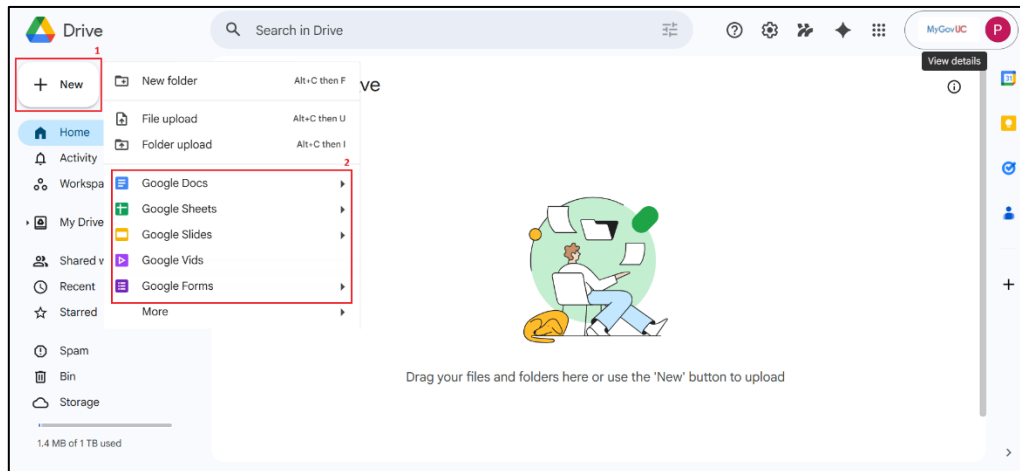 Drive
Search in Drive
MyGovUC
P
View details
1
New
New folder Alt+C then F
ve
File upload Alt+C then U
Folder upload Alt+C then I
2
Home
Activity
Workspa
My Drive
Shared w
Recent
Starred
Spam
Bin
Storage
1.4 MB of 1 TB used
Google Docs
Google Sheets
Google Slides
Google Vids
Google Forms
More
31
Drag your files and folders here or use the 'New' button to upload